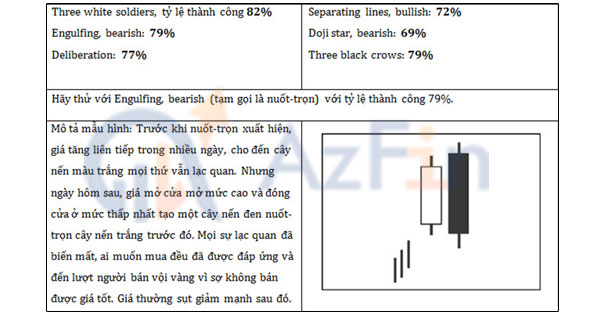 Three white soldiers, tỷ lệ thành công 82%
Engulfing, bearish: 79%
Deliberation: 77%
Separating lines, bullish: 72%
Doji star, bearish: 69%
Three black crows: 79%
Hãy thử với Engulfing, bearish (tạm gọi là nuốt-trọn) với tỷ lệ thành công 79%.
Mô tả mẫu hình: Trước khi nuốt-trọn xuất hiện,
giá tăng liên tiếp trong nhiều ngày, cho đến cây
nến màu trắng mọi thứ vẫn lạc quan. Nhưng
ngày hôm sau, giá mở cửa mở mức cao và đóng
cửa ở mức thấp nhất tạo một cây nến đen nuốt-
trọn cây nến trắng trước đó. Mọi sự lạc quan đã
biến mất, ai muốn mua đều đã được đáp ứng và
đến lượt người bán vội vàng vì sợ không bán
được giá tốt. Giá thường sụt giảm mạnh sau đó.
AzFin